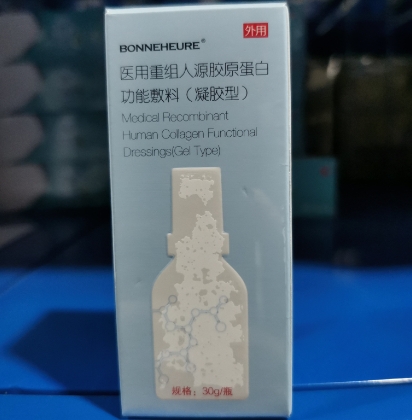 外用
BONNEHEURE®
医用重组人源胶原蛋白
功能敷料（凝胶型）
Medical Recombinant
Human Collagen Functional
Dressings(Gel Type)
规格：30g/瓶